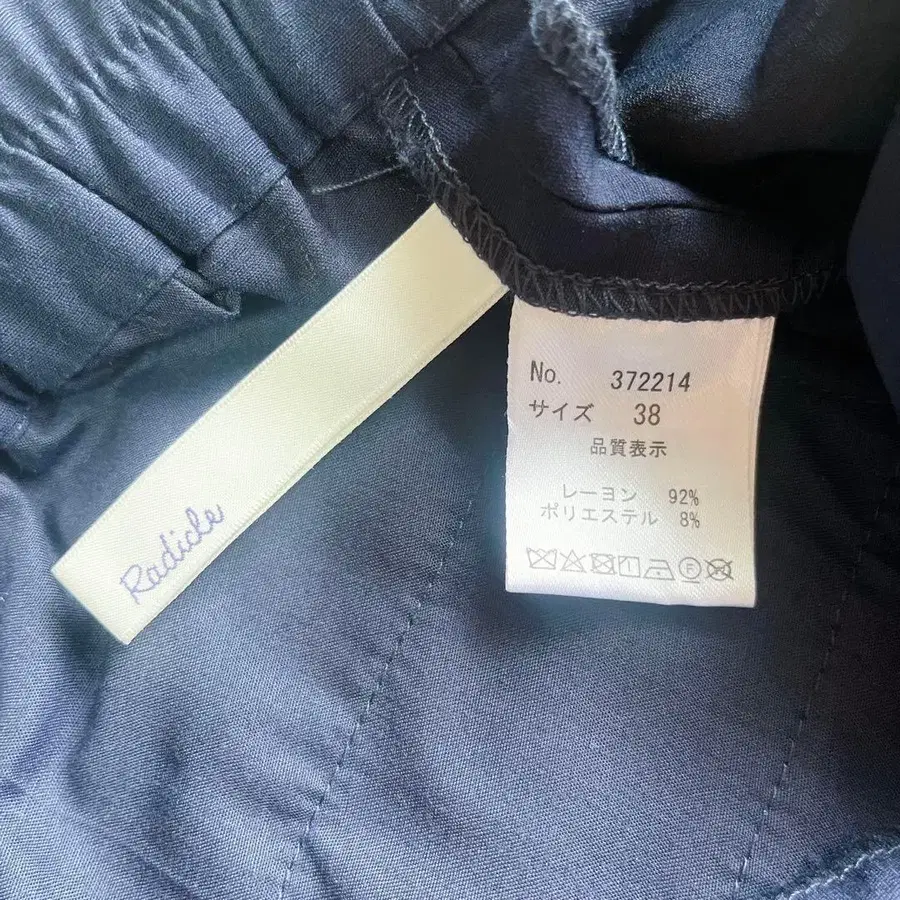 Radicle
No. 372214
サイズ 38
品質表示
レーヨン 92%
ポリエステル 8%